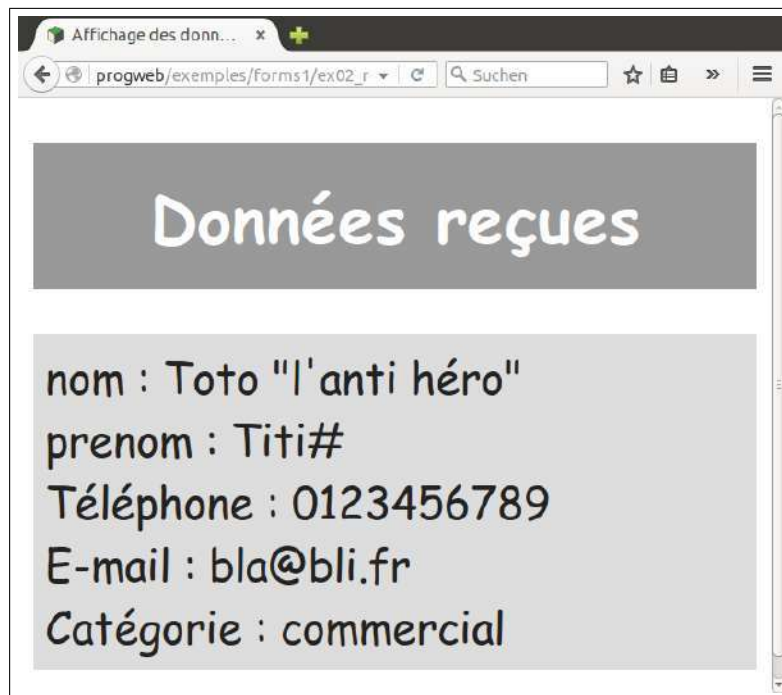 Affichage des donn...
progweb/exemples/forms1/ex02_r
Suchen
Données reçues
nom : Toto "l'anti héro"
prenom : Titi#
Téléphone : 0123456789
E-mail : bla@bli.fr
Catégorie : commercial